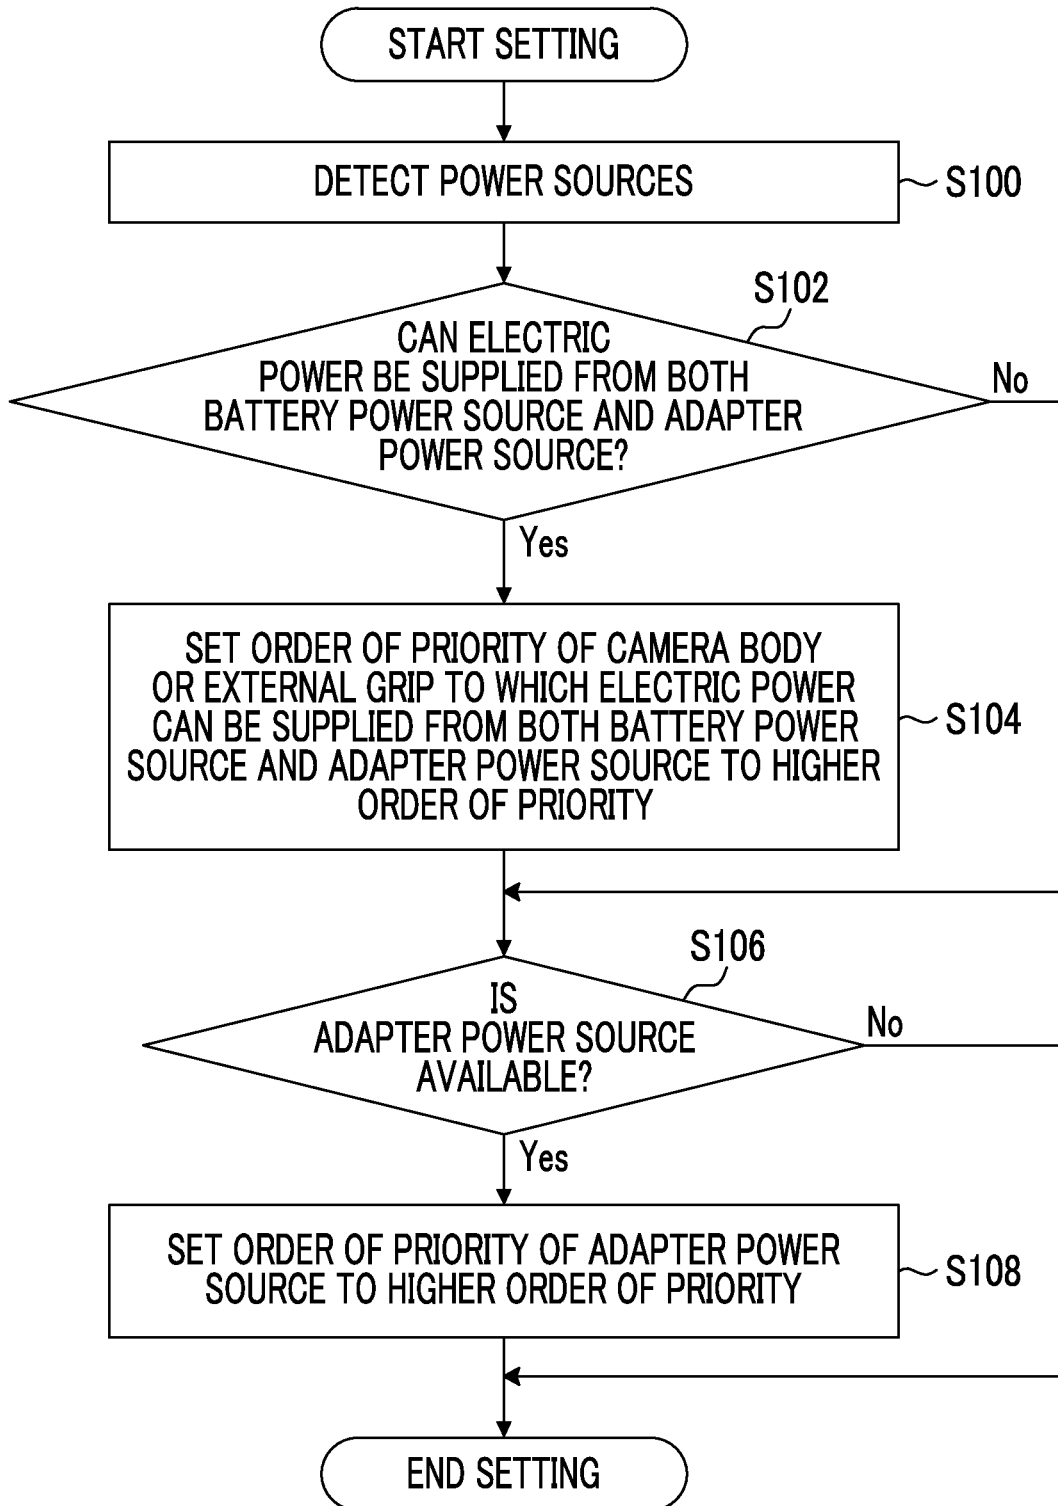 START SETTING
DETECT POWER SOURCES
S100
S102
CAN ELECTRIC
POWER BE SUPPLIED FROM BOTH
BATTERY POWER SOURCE AND ADAPTER
POWER SOURCE?
No
Yes
SET ORDER OF PRIORITY OF CAMERA BODY
OR EXTERNAL GRIP TO WHICH ELECTRIC POWER
CAN BE SUPPLIED FROM BOTH BATTERY POWER
SOURCE AND ADAPTER POWER SOURCE TO HIGHER
ORDER OF PRIORITY
S104
S106
IS
ADAPTER POWER SOURCE
AVAILABLE?
No
Yes
SET ORDER OF PRIORITY OF ADAPTER POWER
SOURCE TO HIGHER ORDER OF PRIORITY
S108
END SETTING